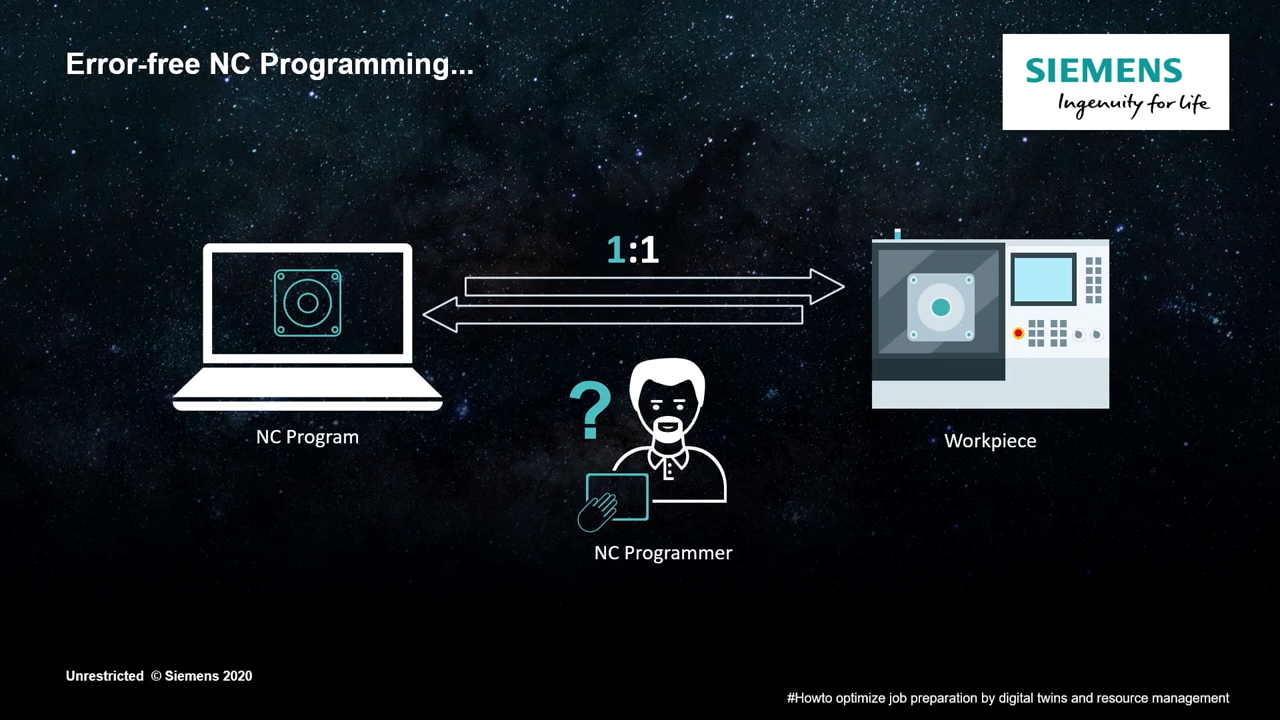 Error-free NC Programming...
SIEMENS
Ingenuity for life
1:1
?
NC Program
Workpiece
NC Programmer
Unrestricted © Siemens 2020
#Howto optimize job preparation by digital twins and resource management